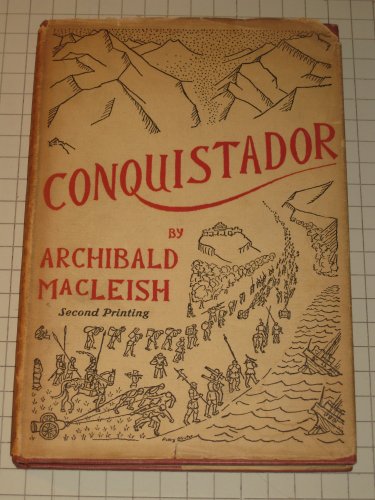 CONQUISTADOR
BY
ARCHIBALD
MACLEISH
Second Printing